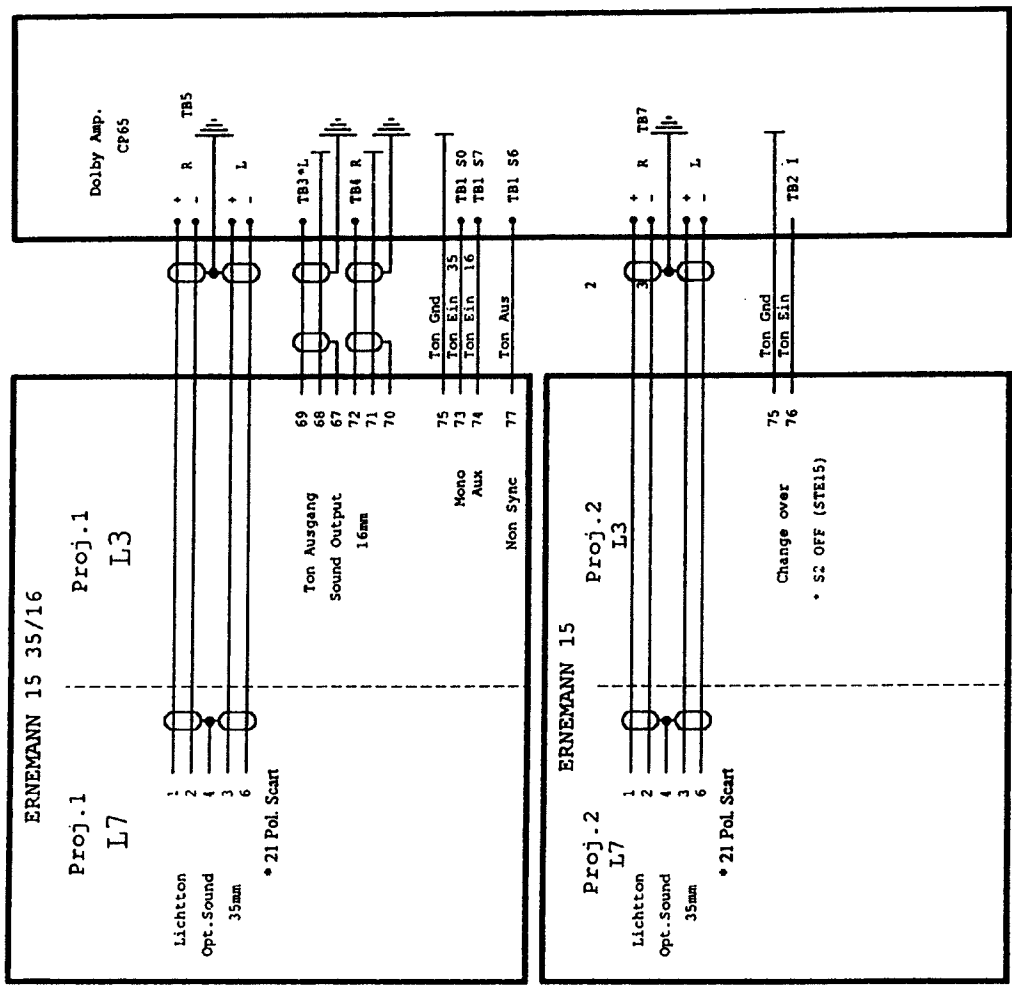 Dolby Amp.
CP65
TB5
+
R
-
+
L
-
TB3*L
TB4 R
TB1 S0
TB1 S7
TB1 S6
TB7
+
R
-
+
L
-
TB2 I
Ton Gnd
Ton Ein 35
Ton Ein 16
Ton Aus
2
3
Ton Gnd
Ton Ein
ERNEMANN 15 35/16
Proj.1
L3
69
68
67
72
71
70
75
73
74
77
Ton Ausgang
Sound Output
16mm
Mono
Aux
Non Sync
Proj.1
L7
1
2
4
3
6
Lichtton
Opt.Sound
35mm
*21 Pol. Scart
ERNEMANN 15
Proj.2
L3
75
76
Change over
* S2 OFF (STE15)
Proj.2
L7
1
2
4
3
6
Lichtton
Opt.Sound
35mm
*21 Pol. Scart